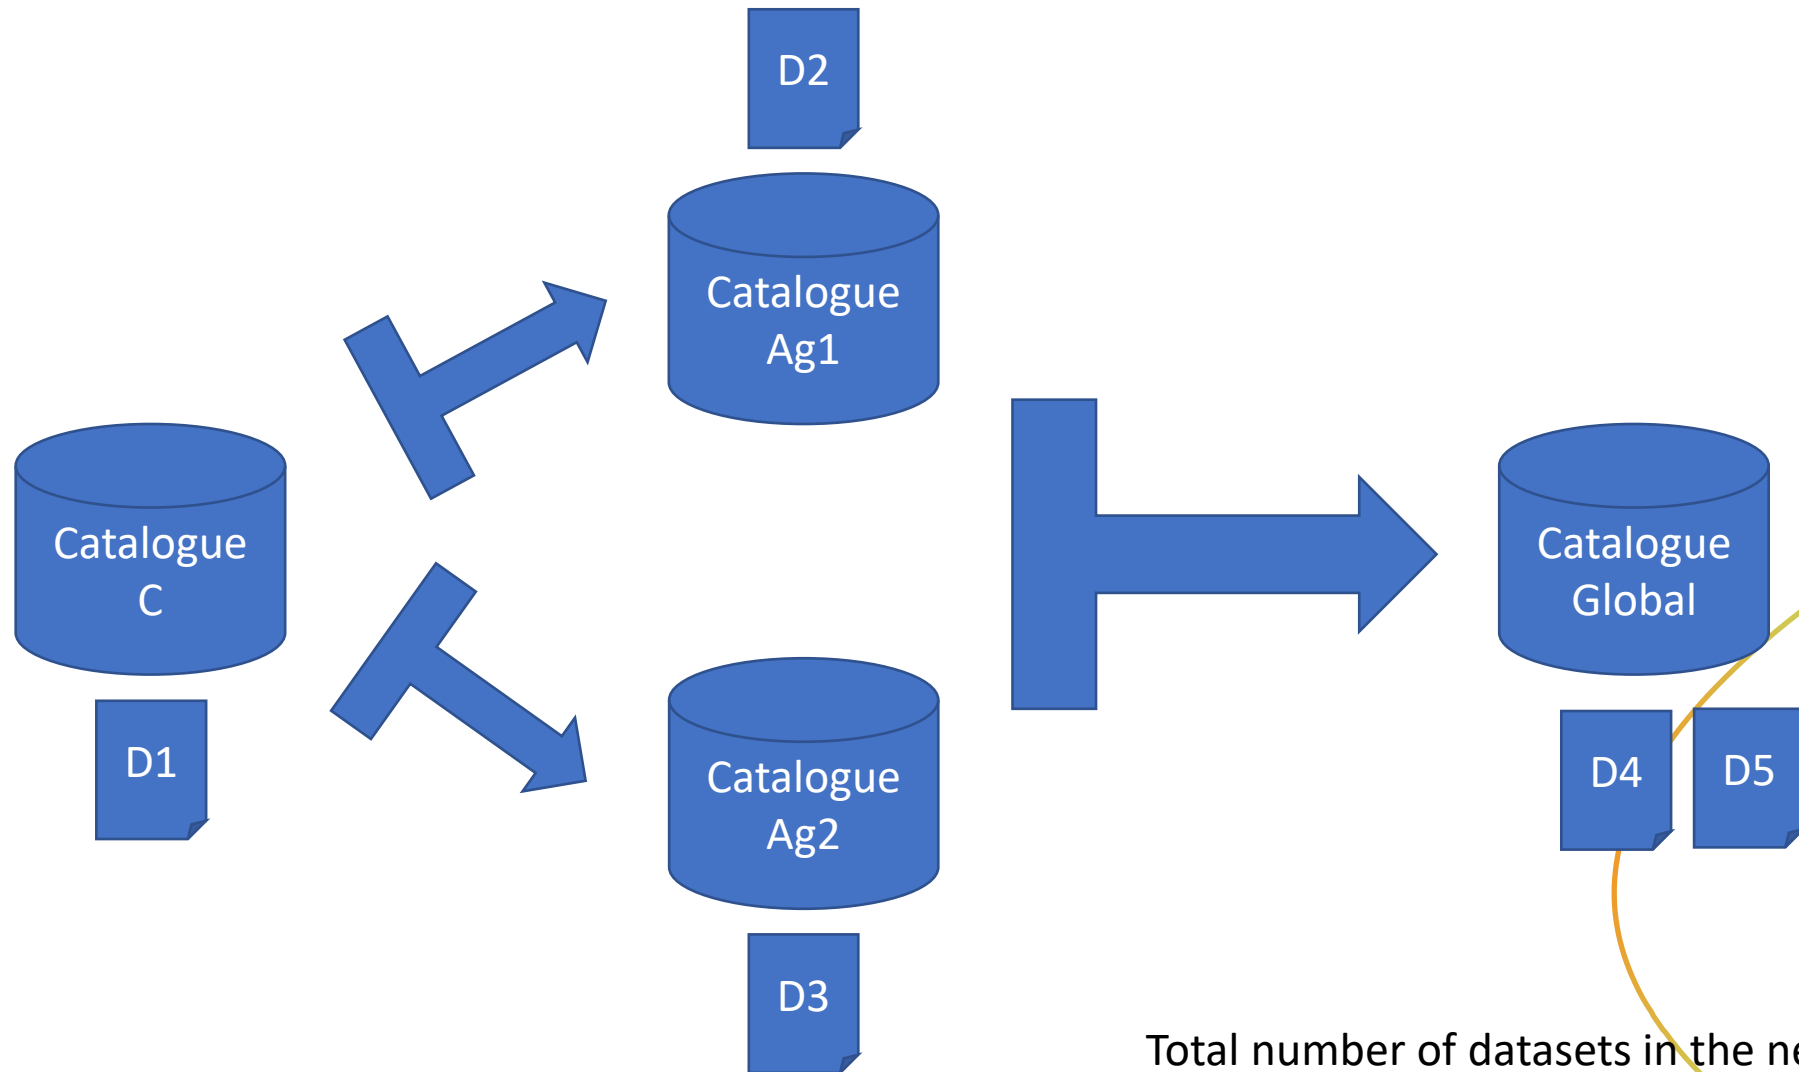 D2
Catalogue
Ag1
Catalogue
C
D1
Catalogue
Ag2
D3
Catalogue
Global
D4
D5
Total number of datasets in the